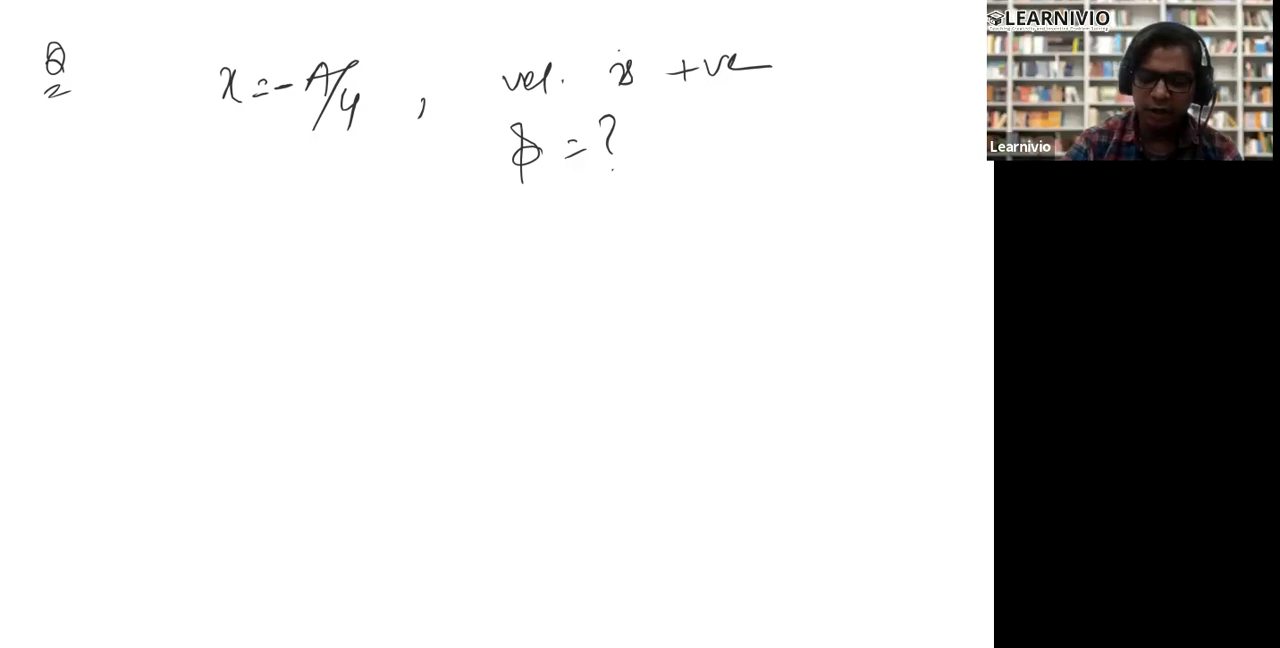 Q
x = - A/4 , vel. is +ve
ϕ = ?
LEARNIVIO
Learnivio